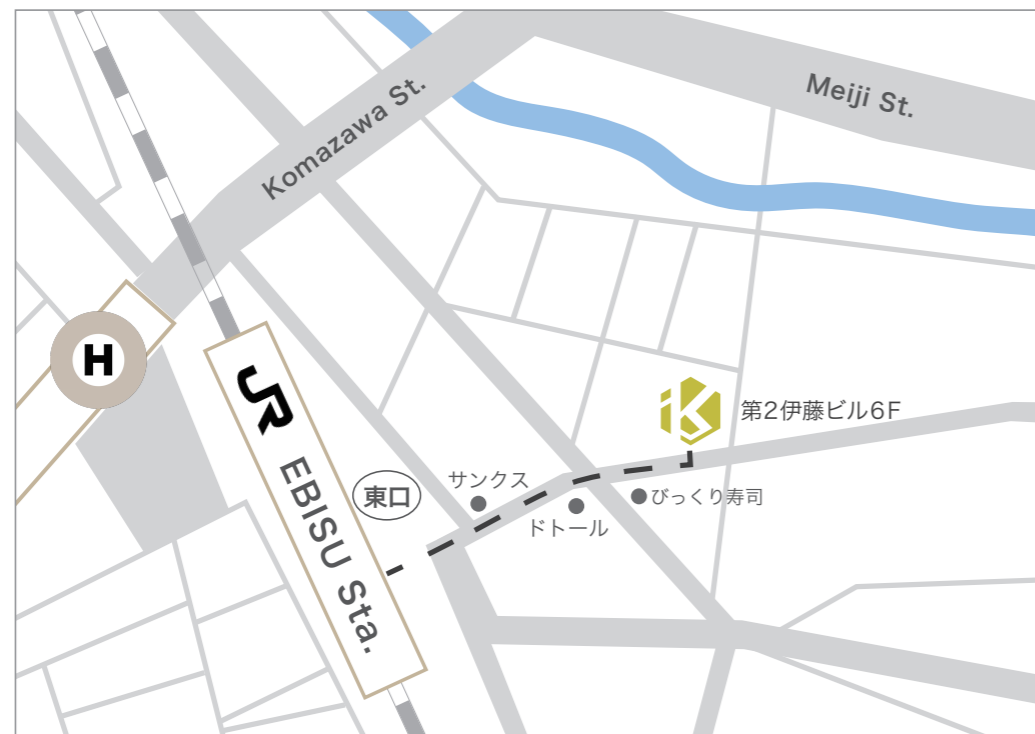 Komazawa St.
Meiji St.
H
JR
EBISU Sta.
東口
サンクス
ドトール
びっくり寿司
K
第2伊藤ビル6F